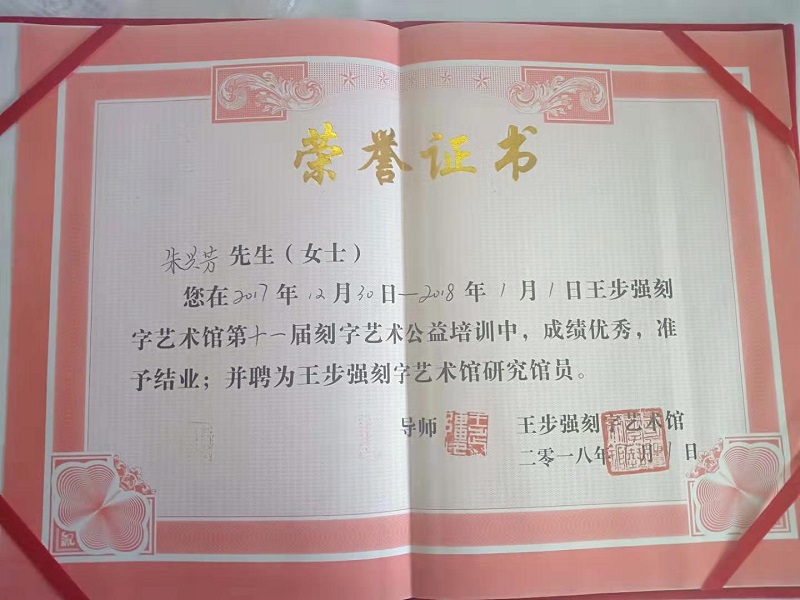 荣誉证书
朱兴芳 先生（女士）
您在2017年12月30日—2018年1月1日王步强刻
字艺术馆第十一届刻字艺术公益培训中，成绩优秀，准
予结业；并聘为王步强刻字艺术馆研究馆员。
导师 王步强刻字艺术馆
二零一八年 月1日